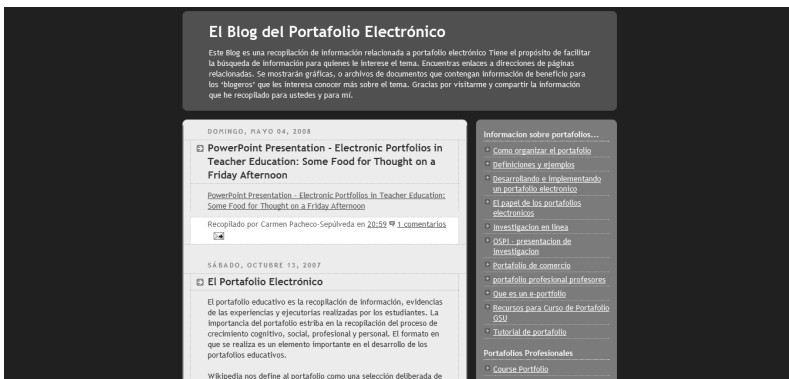 El Blog del Portafolio Electrónico
Este Blog es una recopilación de información relacionada a portafolio electrónico Tiene el propósito de facilitar
la búsqueda de información para quienes le interese el tema. Encuentras enlaces a direcciones de páginas
relacionadas. Se mostrarán gráficas, o archivos de documentos que contengan información de beneficio para
los 'blogeros' que les interesa conocer más sobre el tema. Gracias por visitarme y compartir la información
que he recopilado para ustedes y para mí.
DOMINGO, MAYO 04, 2008
PowerPoint Presentation - Electronic Portfolios in
Teacher Education: Some Food for Thought on a
Friday Afternoon
PowerPoint Presentation - Electronic Portfolios in Teacher Education:
Some Food for Thought on a Friday Afternoon
Recopilado por Carmen Pacheco-Sepúlveda en 20:59 1 comentarios
SÁBADO, OCTUBRE 13, 2007
El Portafolio Electrónico
El portafolio educativo es la recopilación de información, evidencias
de las experiencias y ejecutorias realizadas por los estudiantes. La
importancia del portafolio estriba en la recopilación del proceso de
crecimiento cognitivo, social, profesional y personal. El formato en
que se realiza es un elemento importante en el desarollo de los
portafolios educativos.
Wikipedia nos define al portafolio como una selección deliberada de
Informacion sobre portafolios...
Como organizar el portafolio
Definiciones y ejemplos
Desarrollando e implementando
un portafolio electronico
El papel de los portafolios
electronicos
Investigacion en linea
OSPI - presentacion de
investigacion
Portafolio de comercio
portafolio profesional profesores
Que es un e-portfolio
Recursos para Curso de Portafolio
GSU
Tutorial de portafolio
Portafolios Profesionales
Course Portfolio